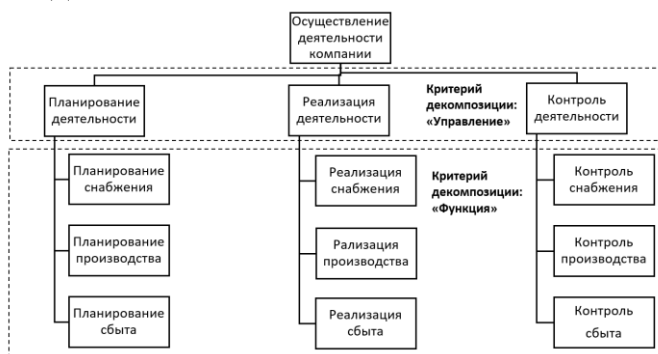 Осуществление
деятельности
компании
Планирование
деятельности
Реализация
деятельности
Критерий
декомпозиции:
«Управление»
Контроль
деятельности
Планирование
снабжения
Реализация
снабжения
Критерий
декомпозиции:
«Функция»
Контроль
снабжения
Планирование
производства
Рализация
производства
Контроль
производства
Планирование
сбыта
Реализация
сбыта
Контроль
сбыта